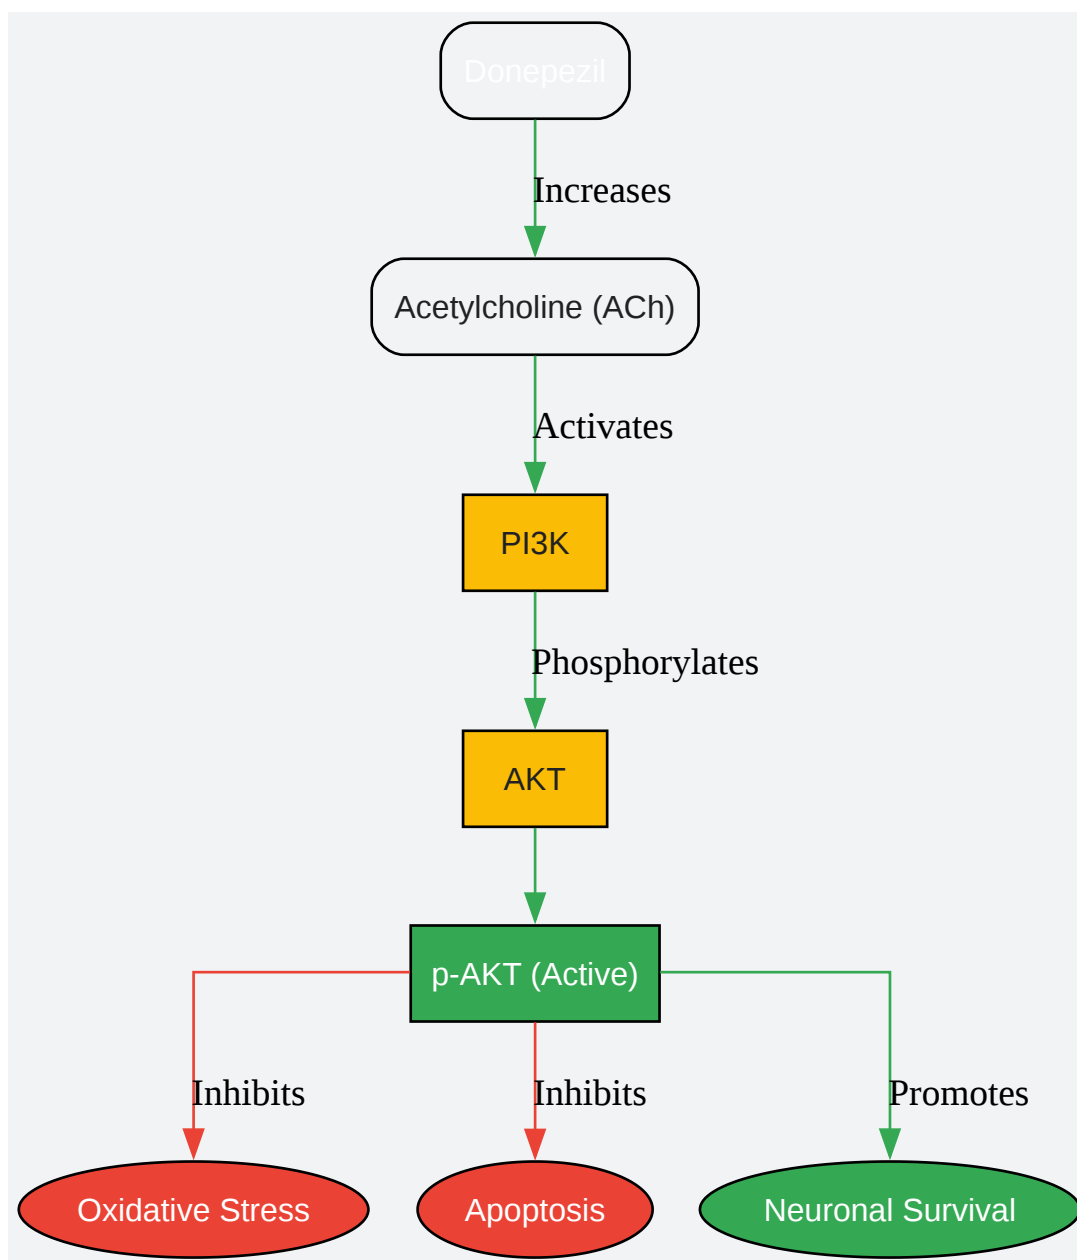 Donepezil
Increases
Acetylcholine (ACh)
Activates
PI3K
Phosphorylates
AKT
p-AKT (Active)
Inhibits
Inhibits
Promotes
Oxidative Stress
Apoptosis
Neuronal Survival